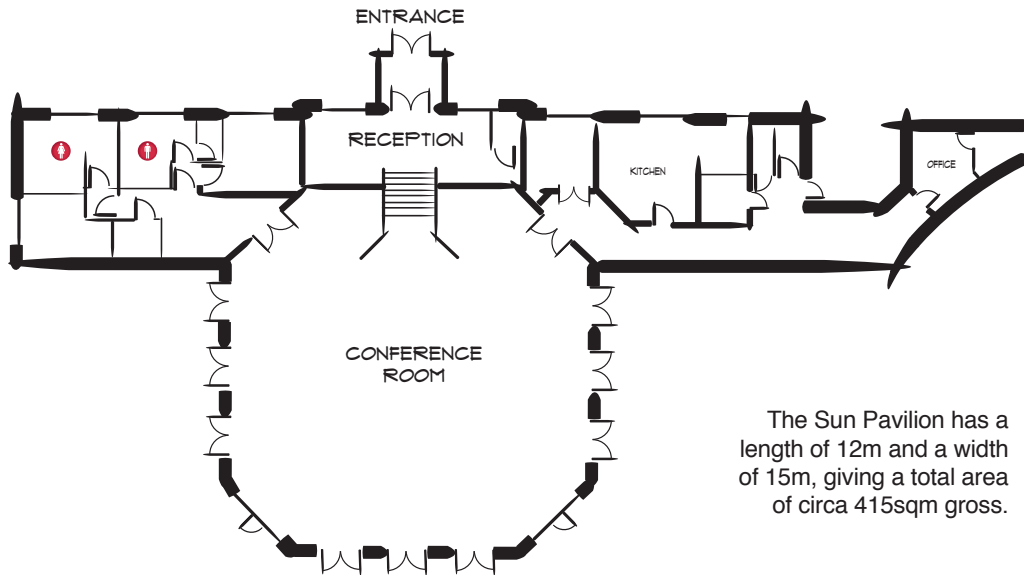 ENTRANCE
RECEPTION
KITCHEN
OFFICE
CONFERENCE
ROOM
The Sun Pavilion has a
length of 12m and a width
of 15m, giving a total area
of circa 415sqm gross.